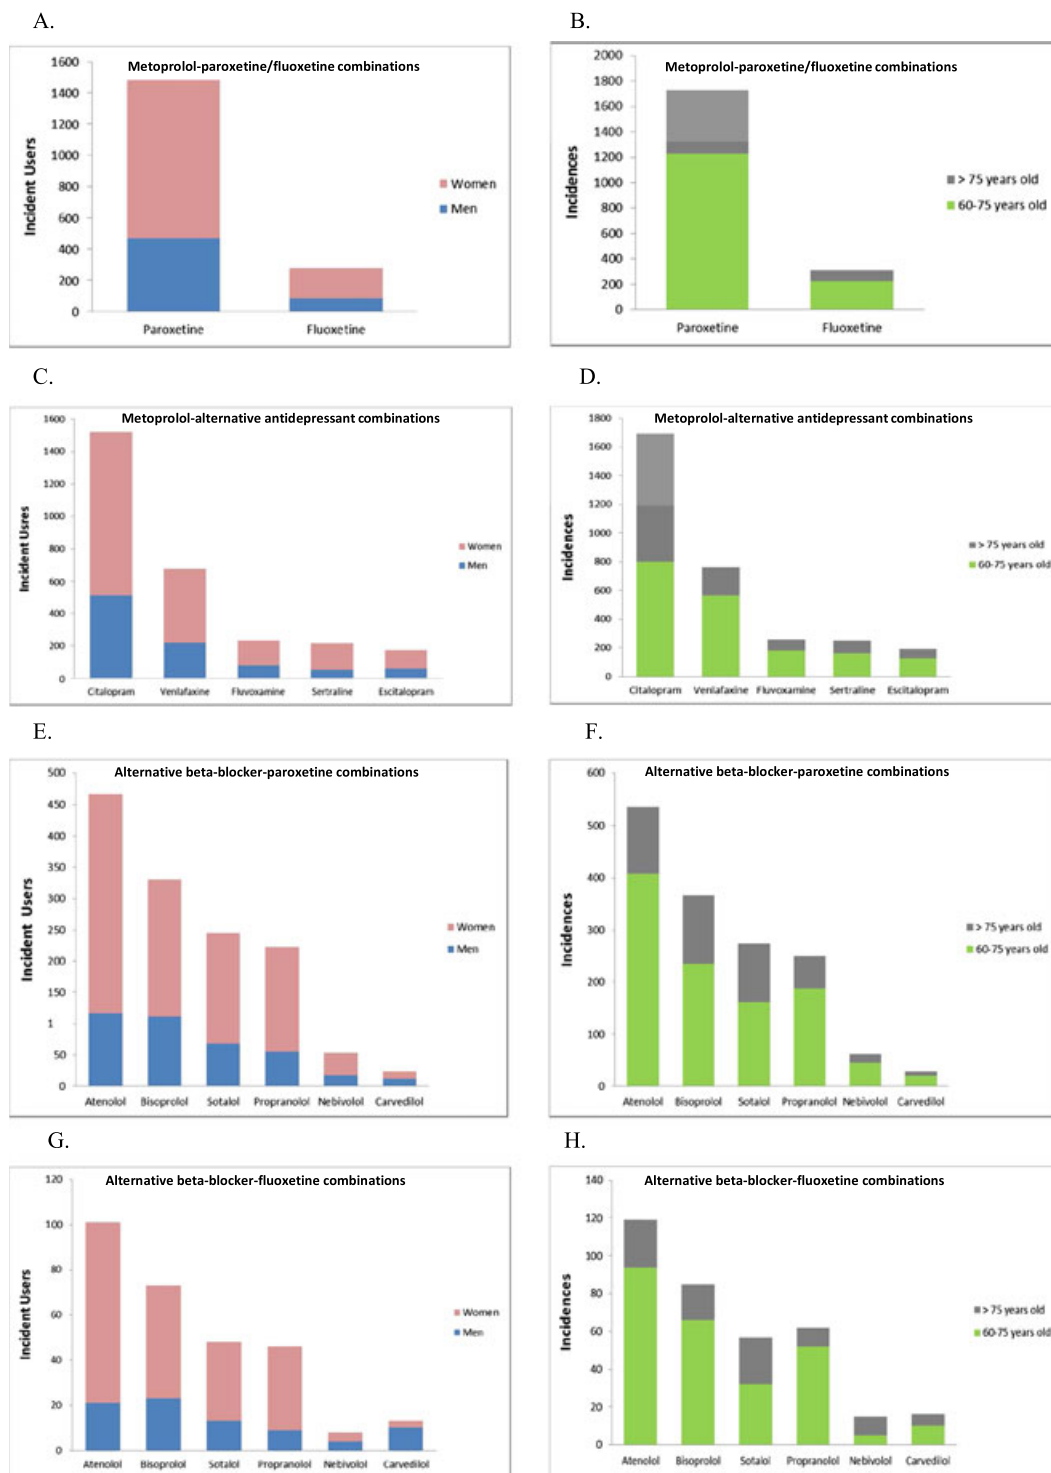 A.
Metoprolol-paroxetine/fluoxetine combinations
Incident Users
1600
1400
1200
1000
800
600
400
200
0
Paroxetine Fluoxetine
Women
Men
B.
Metoprolol-paroxetine/fluoxetine combinations
Incidences
2000
1800
1600
1400
1200
1000
800
600
400
200
0
Paroxetine Fluoxetine
> 75 years old
60-75 years old
C.
Metoprolol-alternative antidepressant combinations
Incident Usres
1600
1400
1200
1000
800
600
400
200
0
Citalopram Venlafaxine Fluvoxamine Sertraline Escitalopram
Women
Men
D.
Metoprolol-alternative antidepressant combinations
Incidences
1800
1600
1400
1200
1000
800
600
400
200
0
Citalopram Venlafaxine Fluvoxamine Sertraline Escitalopram
> 75 years old
60-75 years old
E.
Alternative beta-blocker-paroxetine combinations
Incident Users
500
450
400
350
300
250
200
150
1
50
0
Atenolol Bisoprolol Sotalol Propranolol Nebivolol Carvedilol
Women
Men
F.
Alternative beta-blocker-paroxetine combinations
Incidences
600
500
400
300
200
100
0
Atenolol Bisoprolol Sotalol Propranolol Nebivolol Carvedilol
> 75 years old
60-75 years old
G.
Alternative beta-blocker-fluoxetine combinations
Incident Users
120
100
80
60
40
20
0
Atenolol Bisoprolol Sotalol Propranolol Nebivolol Carvedilol
Women
Men
H.
Alternative beta-blocker-fluoxetine combinations
Incidences
140
120
100
80
60
40
20
0
Atenolol Bisoprolol Sotalol Propranolol Nebivolol Carvedilol
> 75 years old
60-75 years old